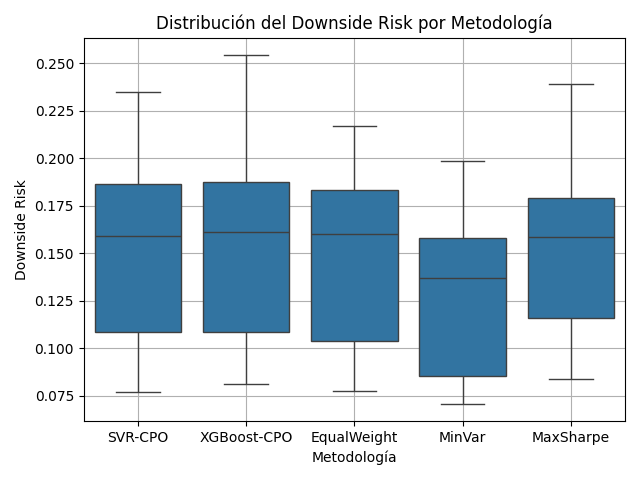 Distribución del Downside Risk por Metodología
Downside Risk
0.250
0.225
0.200
0.175
0.150
0.125
0.100
0.075
SVR-CPO XGBoost-CPO EqualWeight MinVar MaxSharpe
Metodología